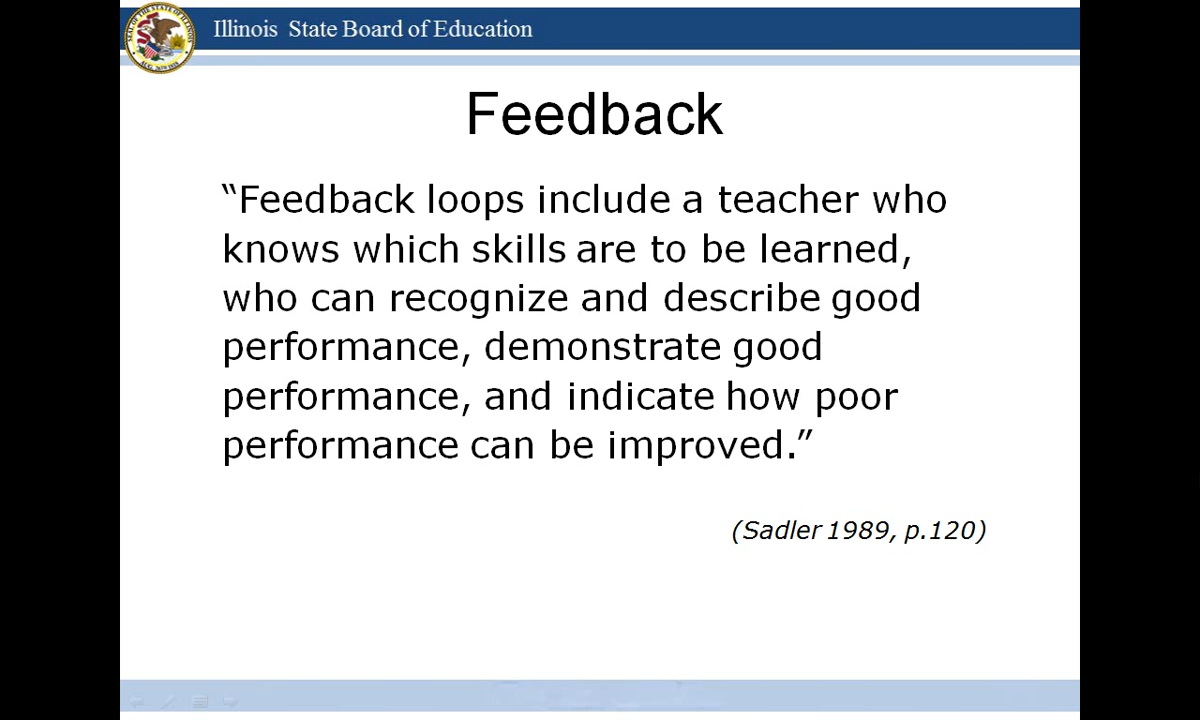 Illinois State Board of Education
Feedback
“Feedback loops include a teacher who
knows which skills are to be learned,
who can recognize and describe good
performance, demonstrate good
performance, and indicate how poor
performance can be improved.”
(Sadler 1989, p.120)